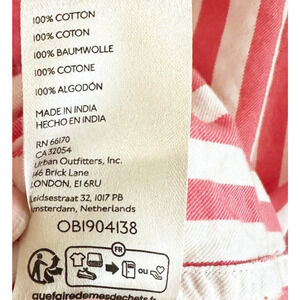 100% COTTON
100% COTON
100% BAUMWOLLE
100% COTONE
100% ALGODÓN
MADE IN INDIA
HECHO EN INDIA
RN 66170
CA 32054
Urban Outfitters, Inc.
146 Brick Lane
LONDON, E1 6RU
Leidsestraat 32, 1017 PB
Amsterdam, Netherlands
OB1904138
FR
OU
quefairedemesdechets.fr